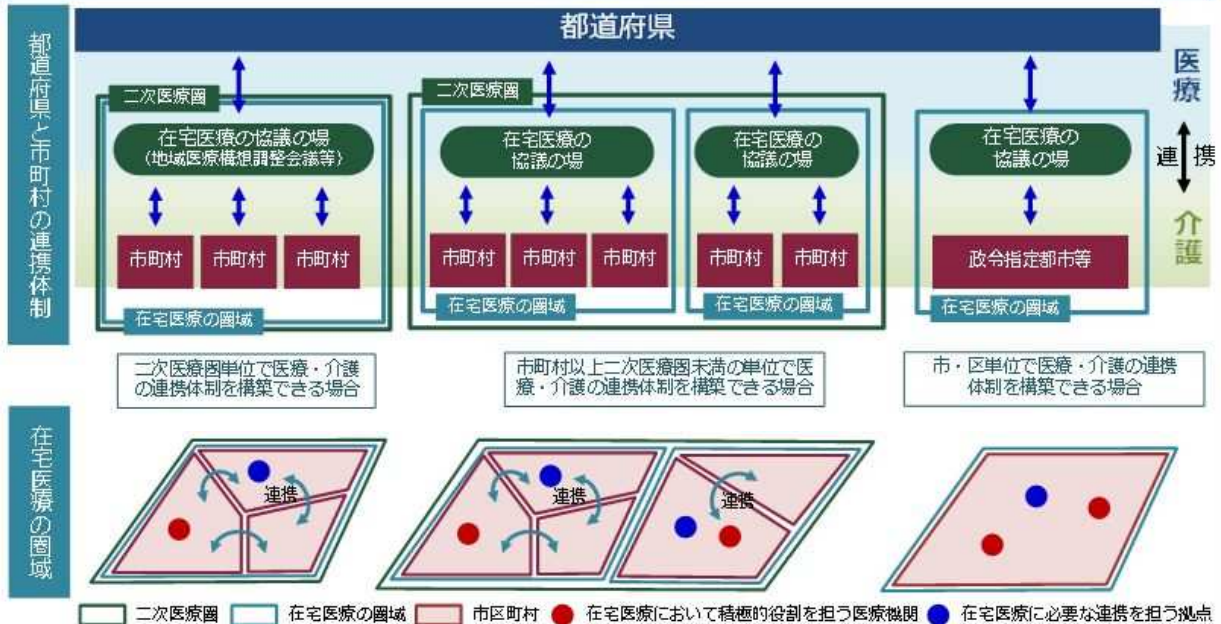 都道府県と市町村の連携体制
都道府県
医療
連携
介護
二次医療圏
在宅医療の協議の場
(地域医療構想調整会議等)
市町村
市町村
市町村
在宅医療の圏域
二次医療圏
在宅医療の
協議の場
市町村
市町村
市町村
在宅医療の圏域
在宅医療の
協議の場
市町村
市町村
在宅医療の圏域
在宅医療の
協議の場
政令指定都市等
在宅医療の圏域
二次医療圏単位で医療・介護
の連携体制を構築できる場合
市町村以上二次医療圏未満の単位で医
療・介護の連携体制を構築できる場合
市・区単位で医療・介護の連携
体制を構築できる場合
在宅医療の圏域
連携
連携
連携
二次医療圏
在宅医療の圏域
市区町村
在宅医療において積極的役割を担う医療機関
在宅医療に必要な連携を担う拠点